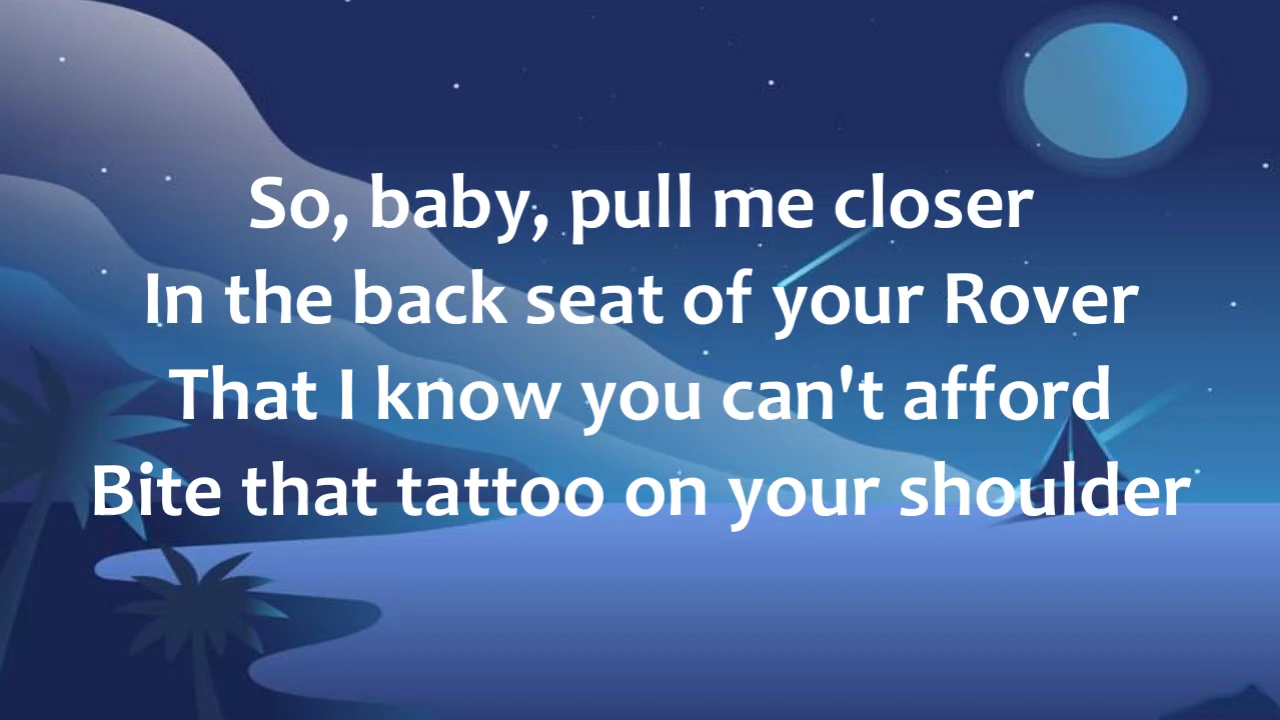 So, baby, pull me closer
In the back seat of your Rover
That I know you can't afford
Bite that tattoo on your shoulder